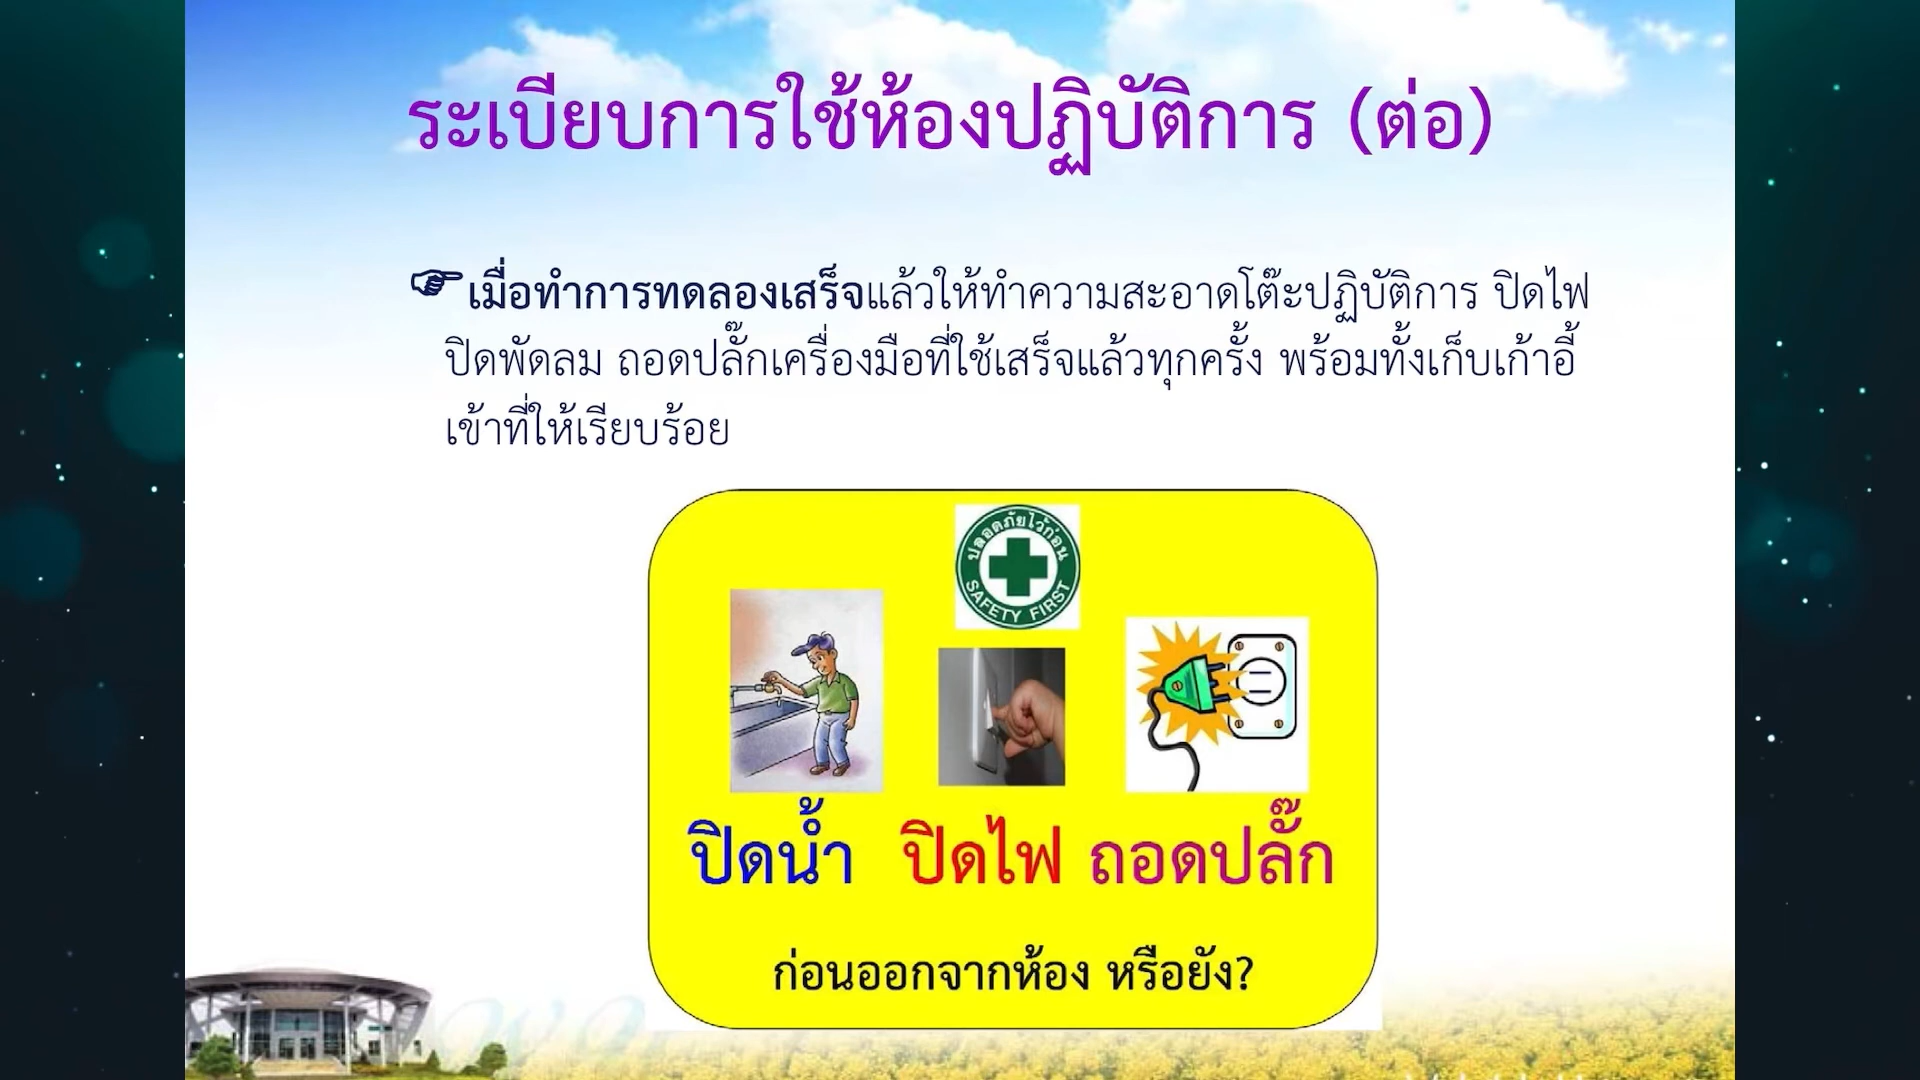 ระเบียบการใช้ห้องปฏิบัติการ (ต่อ)
☞เมื่อทำการทดลองเสร็จแล้วให้ทำความสะอาดโต๊ะปฏิบัติการ ปิดไฟ
ปิดพัดลม ถอดปลั๊กเครื่องมือที่ใช้เสร็จแล้วทุกครั้ง พร้อมทั้งเก็บเก้าอี้
เข้าที่ให้เรียบร้อย
ปลอดภัยไว้ก่อน
SAFETY FIRST
ปิดน้ำ ปิดไฟ ถอดปลั๊ก
ก่อนออกจากห้อง หรือยัง?